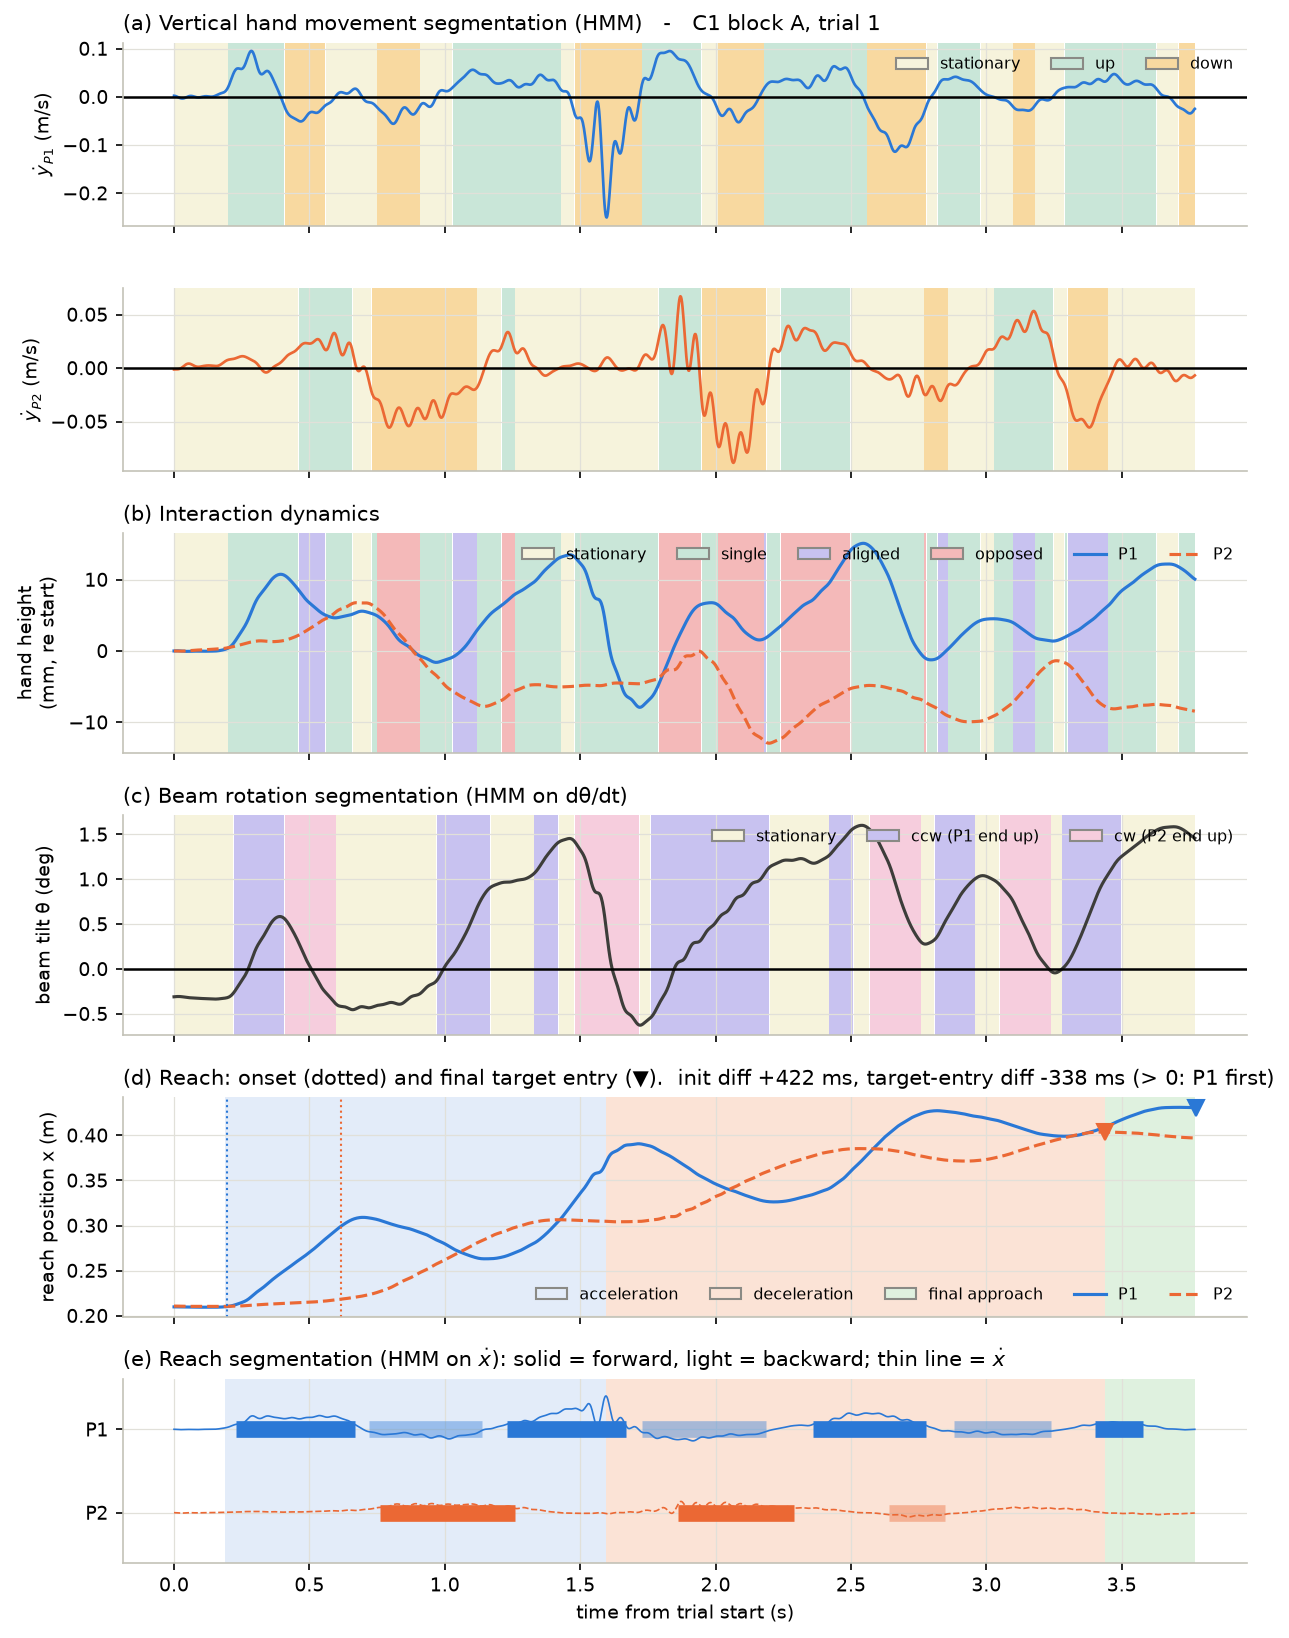 (a) Vertical hand movement segmentation (HMM)   -   C1 block A, trial 1
stationary up down
0.1
0.0
−0.1
−0.2
ẏP1 (m/s)
0.05
0.00
−0.05
ẏP2 (m/s)
(b) Interaction dynamics
stationary single aligned opposed P1 P2
10
0
−10
hand height
(mm, re start)
(c) Beam rotation segmentation (HMM on dθ/dt)
stationary ccw (P1 end up) cw (P2 end up)
1.5
1.0
0.5
0.0
−0.5
beam tilt θ (deg)
(d) Reach: onset (dotted) and final target entry (▼).  init diff +422 ms, target-entry diff -338 ms (> 0: P1 first)
0.40
0.35
0.30
0.25
0.20
reach position x (m)
acceleration deceleration final approach P1 P2
(e) Reach segmentation (HMM on ẋ): solid = forward, light = backward; thin line = ẋ
P1
P2
0.0 0.5 1.0 1.5 2.0 2.5 3.0 3.5
time from trial start (s)